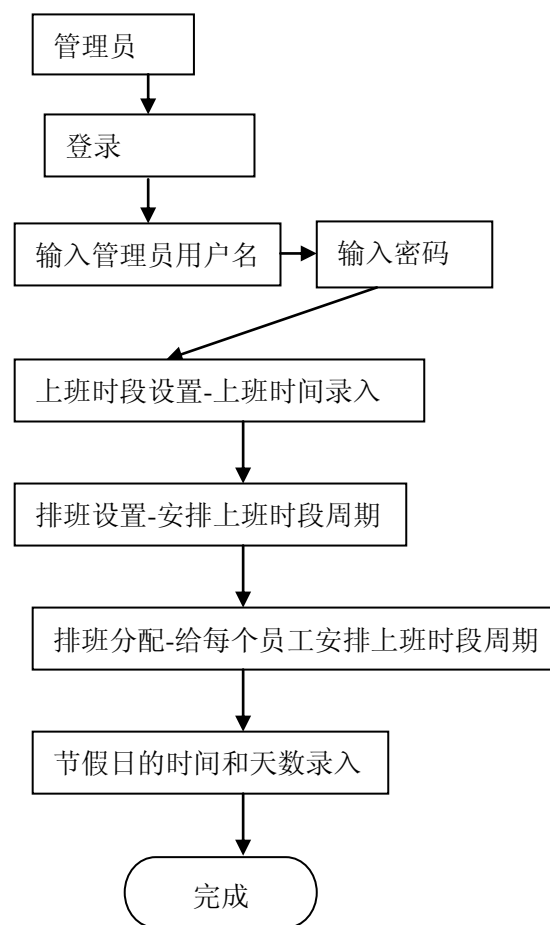 管理员
登录
输入管理员用户名
输入密码
上班时段设置-上班时间录入
排班设置-安排上班时段周期
排班分配-给每个员工安排上班时段周期
节假日的时间和天数录入
完成